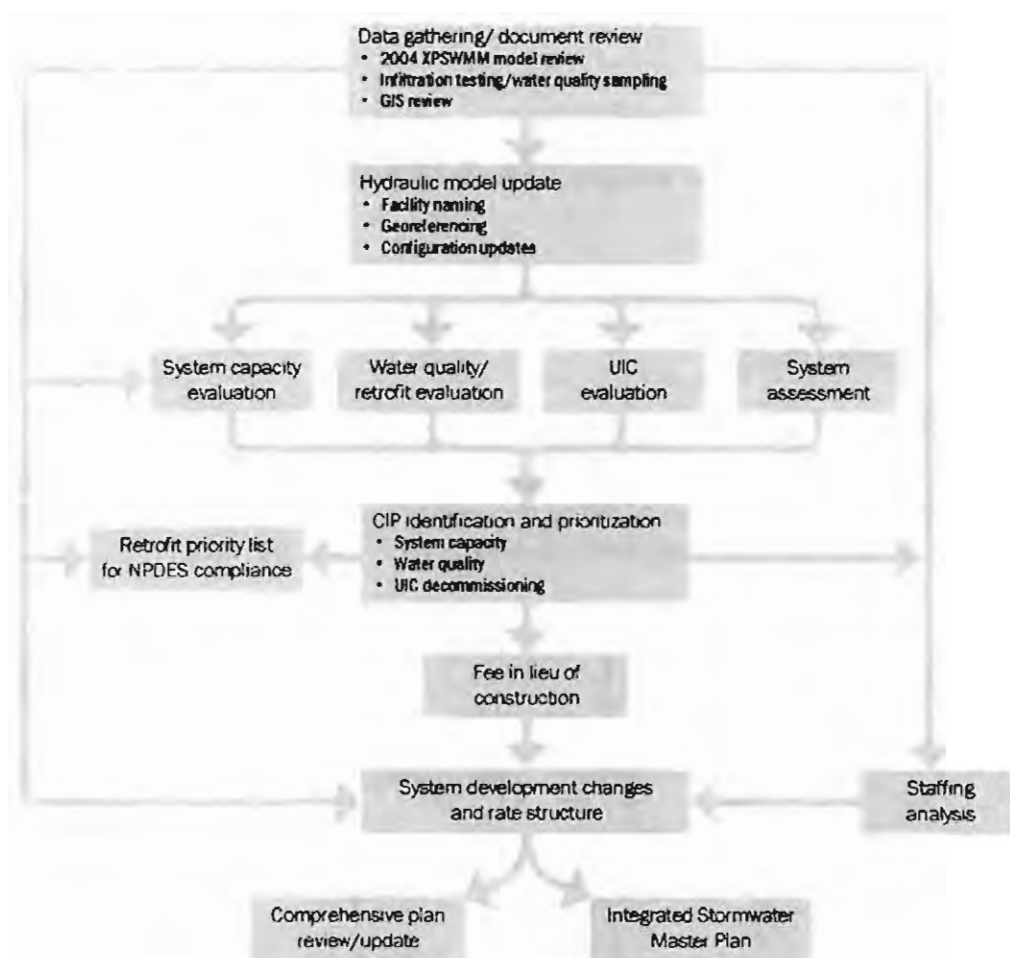 Data gathering/ document review
• 2004 XPSWMM model review
• Infiltration testing/water quality sampling
• GIS review
Hydraulic model update
• Facility naming
• Georeferencing
• Configuration updates
System capacity
evaluation
Water quality/
retrofit evaluation
UIC
evaluation
System
assessment
CIP identification and prioritization
• System capacity
• Water quality
• UIC decommissioning
Retrofit priority list
for NPDES compliance
Fee in lieu of
construction
System development changes
and rate structure
Staffing
analysis
Comprehensive plan
review/update
Integrated Stormwater
Master Plan